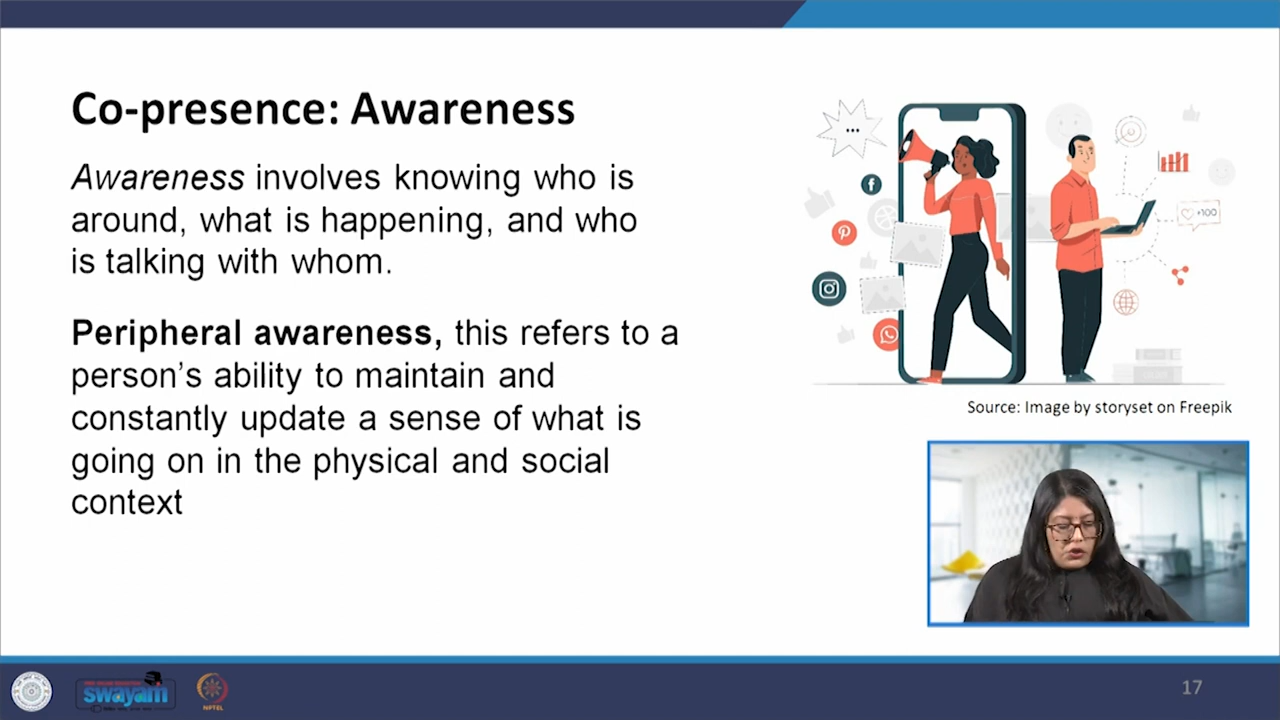 Co-presence: Awareness
Awareness involves knowing who is
around, what is happening, and who
is talking with whom.
Peripheral awareness, this refers to a
person's ability to maintain and
constantly update a sense of what is
going on in the physical and social
context
+100
Source: Image by storyset on Freepik
swayam
NPTEL
17